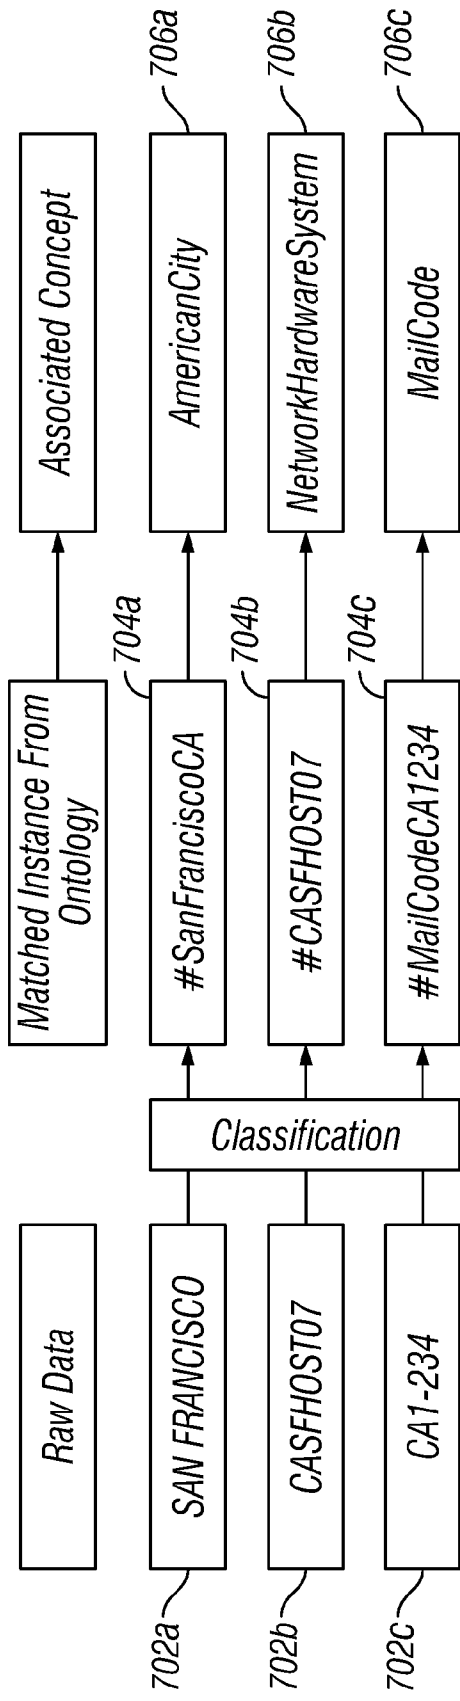 Raw Data
Matched Instance From
Ontology
Associated Concept
702a
SAN FRANCISCO
Classification
704a
#SanFranciscoCA
706a
AmericanCity
702b
CASFHOST07
704b
#CASFHOST07
706b
NetworkHardwareSystem
702c
CA1-234
704c
#MailCodeCA1234
706c
MailCode